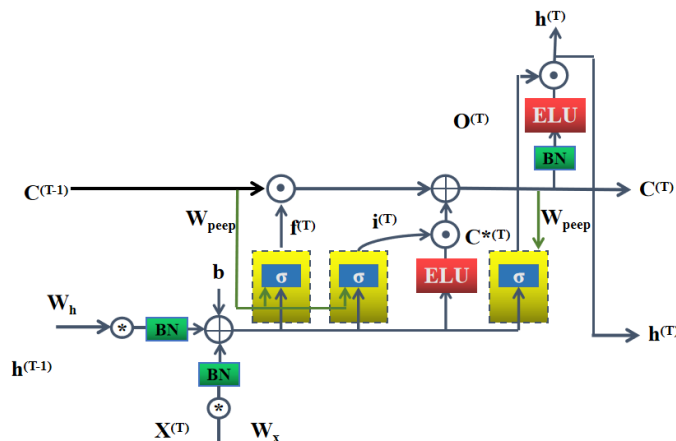 h(T)
ELU
O(T)
BN
C(T-1)
C(T)
Wpeep
f(T)
i(T)
C*(T)
Wpeep
σ
σ
ELU
σ
b
Wh
*
BN
h(T-1)
h(T)
BN
*
X(T)
Wx